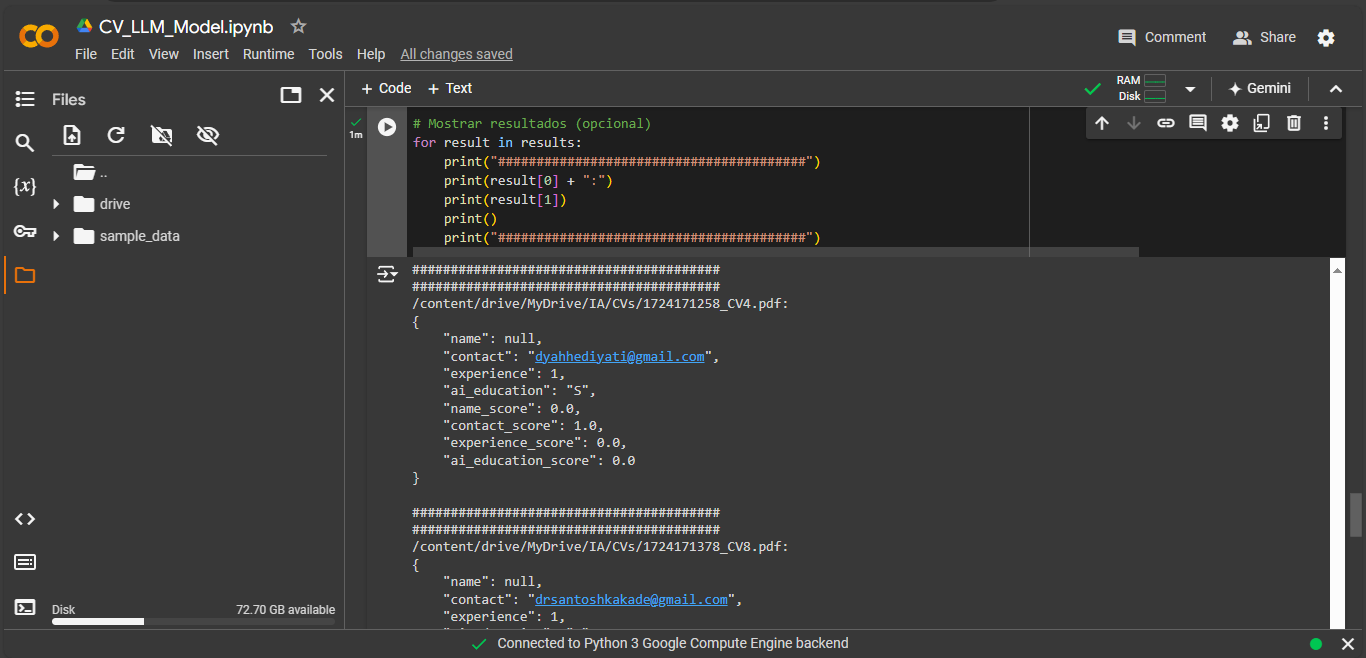 CV_LLM_Model.ipynb
File Edit View Insert Runtime Tools Help All changes saved
Comment Share
Files
+ Code + Text
RAM
Disk
Gemini
..
drive
sample_data
{x}
1m
# Mostrar resultados (opcional)
for result in results:
    print("########################################")
    print(result[0] + ":")
    print(result[1])
    print()
    print("########################################")
########################################
########################################
/content/drive/MyDrive/IA/CVs/1724171258_CV4.pdf:
{
    "name": null,
    "contact": "dyahhediyati@gmail.com",
    "experience": 1,
    "ai_education": "S",
    "name_score": 0.0,
    "contact_score": 1.0,
    "experience_score": 0.0,
    "ai_education_score": 0.0
}
########################################
########################################
/content/drive/MyDrive/IA/CVs/1724171378_CV8.pdf:
{
    "name": null,
    "contact": "drsantoshkakade@gmail.com",
    "experience": 1,
Disk 72.70 GB available
Connected to Python 3 Google Compute Engine backend